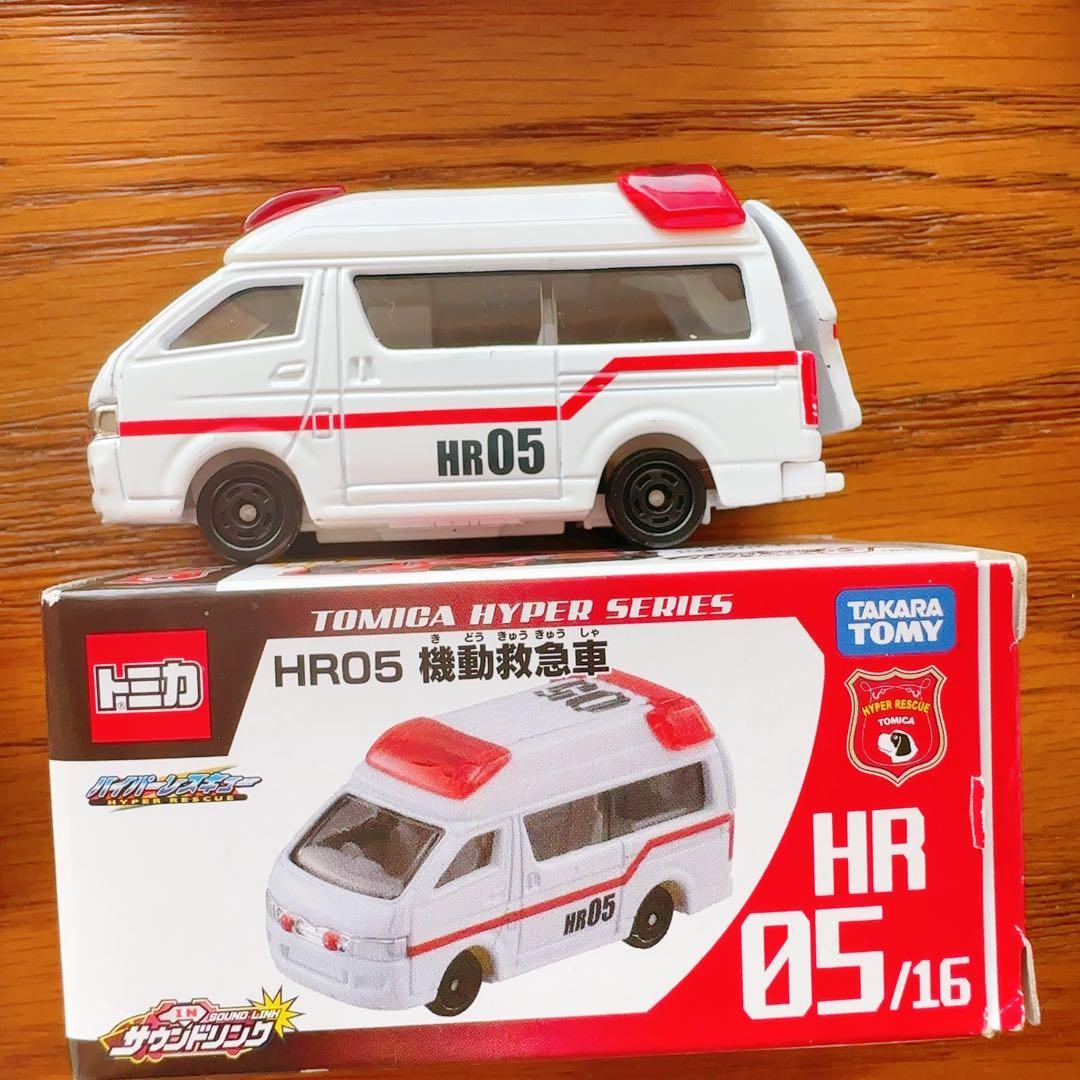 HR05
TOMICA HYPER SERIES
トミカ
®
HR05 機動救急車
き どう きゅう きゅう しゃ
TAKARA
TOMY
HYPER RESCUE
TOMICA
ハイパーレスキュー
HYPER RESCUE
05
HR05
HR
05/16
IN
SOUND LINK
サウンドリンク